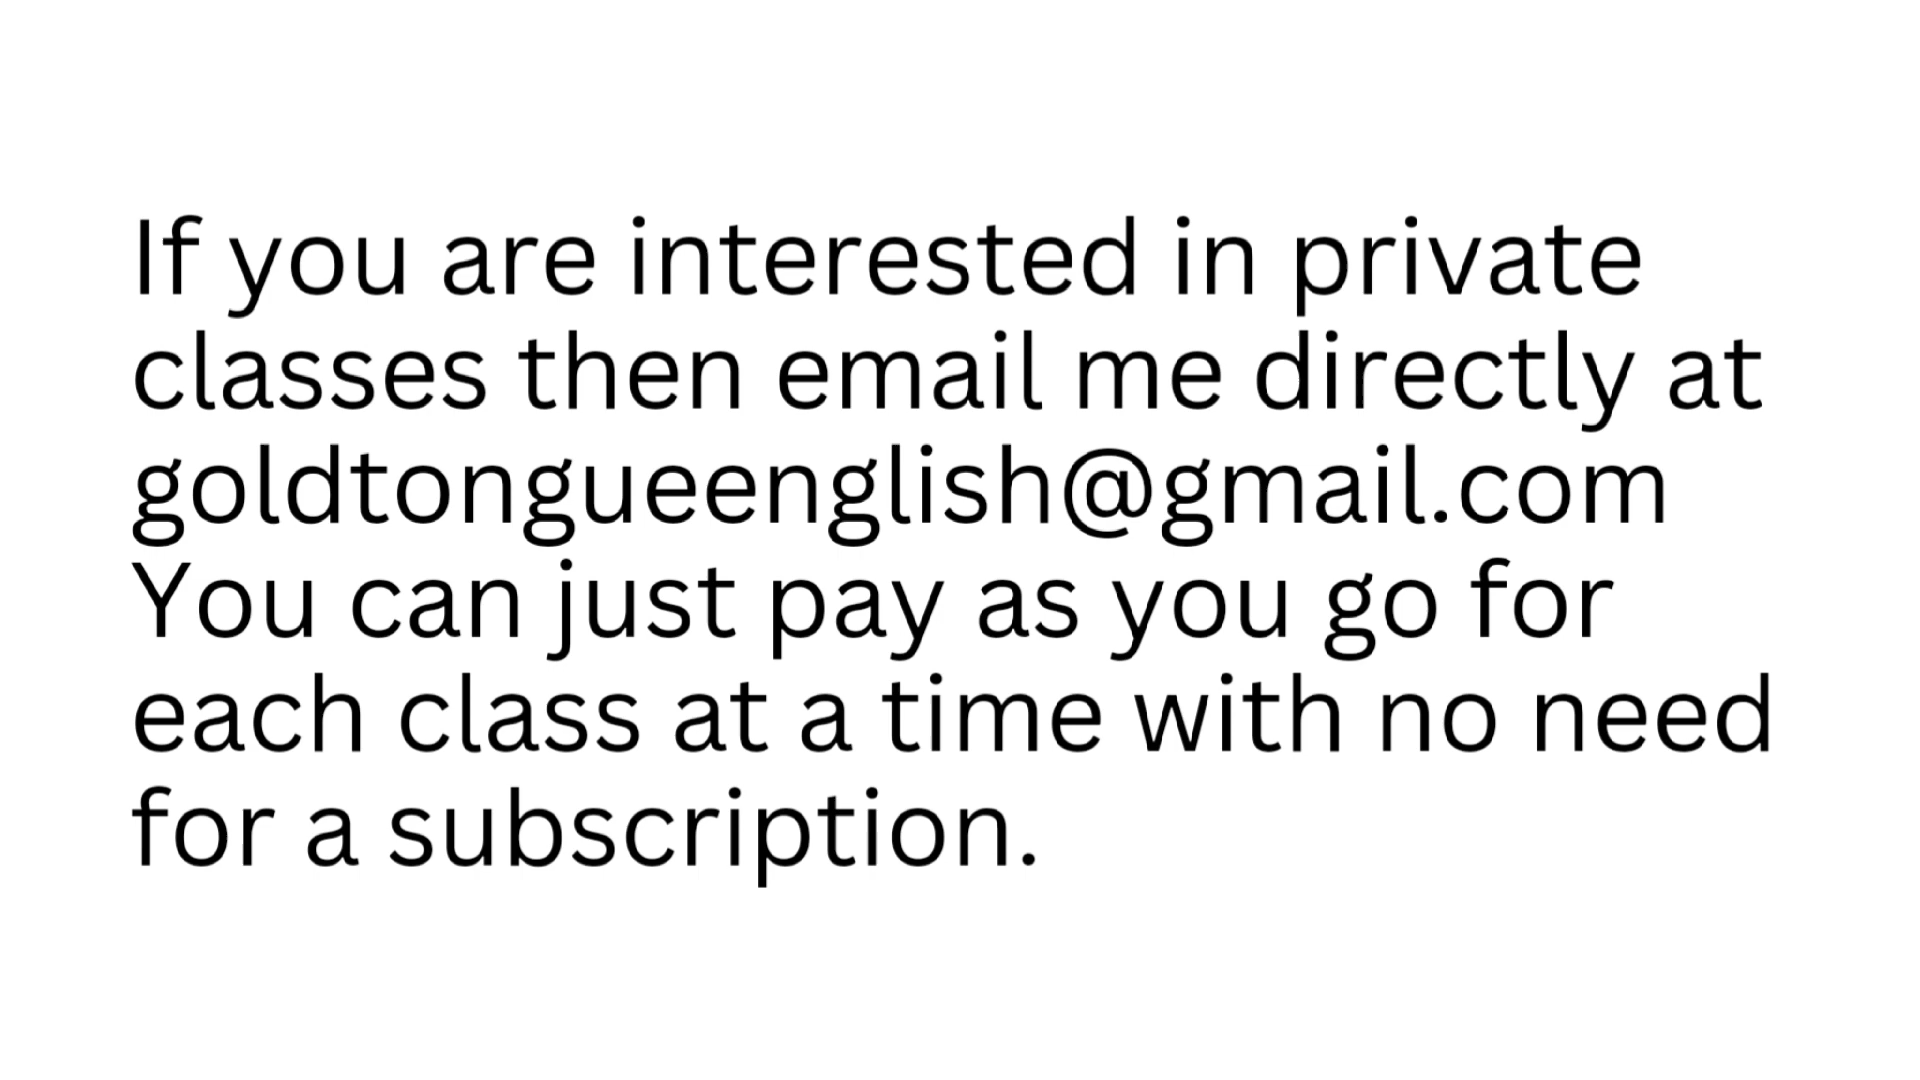 If you are interested in private
classes then email me directly at
goldtongueenglish@gmail.com
You can just pay as you go for
each class at a time with no need
for a subscription.